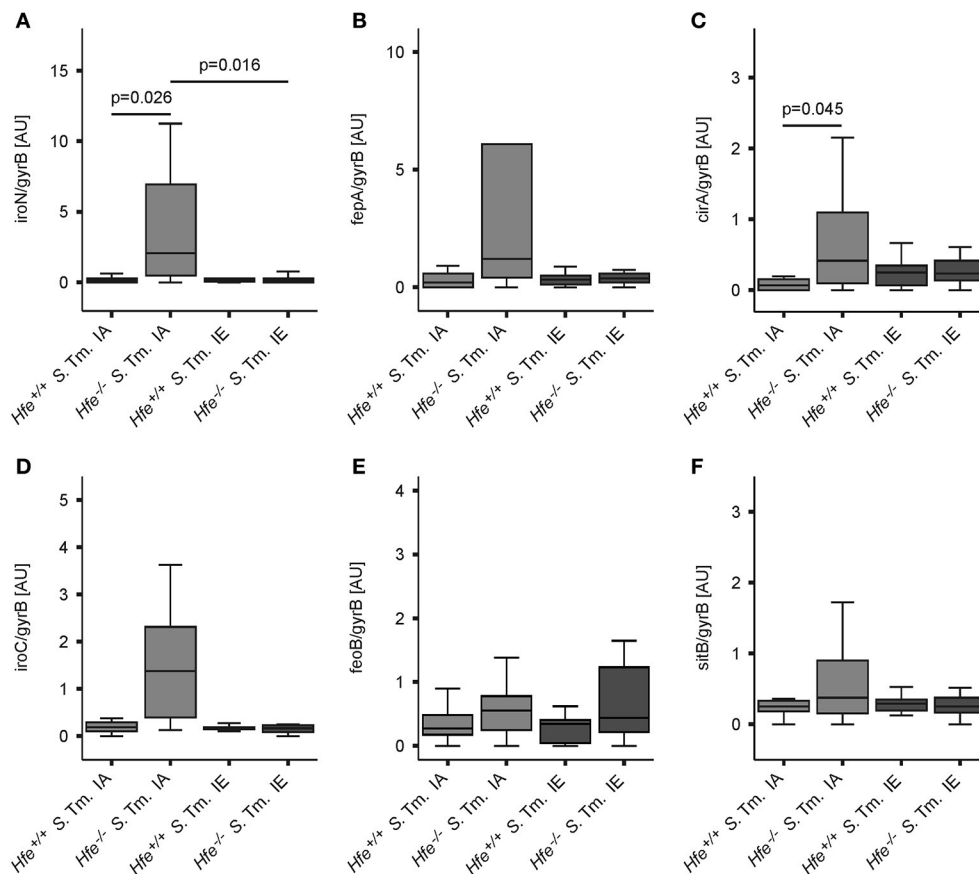 A
15
10
5
0
iroN/gyrB [AU]
p=0.026
p=0.016
Hfe+/+ S. Tm. IA
Hfe-/- S. Tm. IA
Hfe+/+ S. Tm. IE
Hfe-/- S. Tm. IE
B
10
5
0
fepA/gyrB [AU]
Hfe+/+ S. Tm. IA
Hfe-/- S. Tm. IA
Hfe+/+ S. Tm. IE
Hfe-/- S. Tm. IE
C
3
2
1
0
cirA/gyrB [AU]
p=0.045
Hfe+/+ S. Tm. IA
Hfe-/- S. Tm. IA
Hfe+/+ S. Tm. IE
Hfe-/- S. Tm. IE
D
5
4
3
2
1
0
iroC/gyrB [AU]
Hfe+/+ S. Tm. IA
Hfe-/- S. Tm. IA
Hfe+/+ S. Tm. IE
Hfe-/- S. Tm. IE
E
4
3
2
1
0
feoB/gyrB [AU]
Hfe+/+ S. Tm. IA
Hfe-/- S. Tm. IA
Hfe+/+ S. Tm. IE
Hfe-/- S. Tm. IE
F
3
2
1
0
sitB/gyrB [AU]
Hfe+/+ S. Tm. IA
Hfe-/- S. Tm. IA
Hfe+/+ S. Tm. IE
Hfe-/- S. Tm. IE